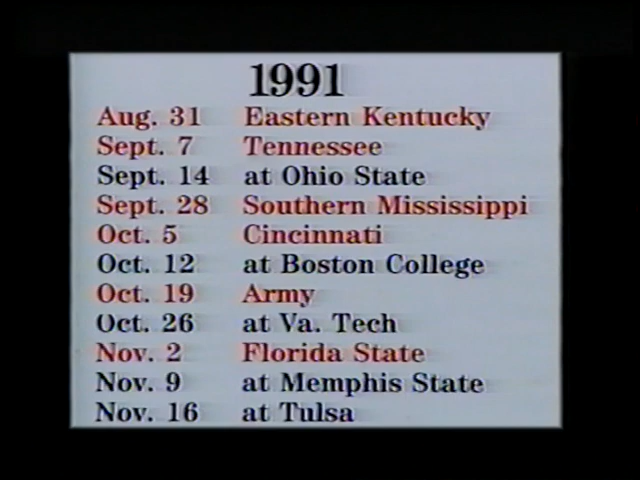 1991
Aug. 31 Eastern Kentucky
Sept. 7 Tennessee
Sept. 14 at Ohio State
Sept. 28 Southern Mississippi
Oct. 5 Cincinnati
Oct. 12 at Boston College
Oct. 19 Army
Oct. 26 at Va. Tech
Nov. 2 Florida State
Nov. 9 at Memphis State
Nov. 16 at Tulsa